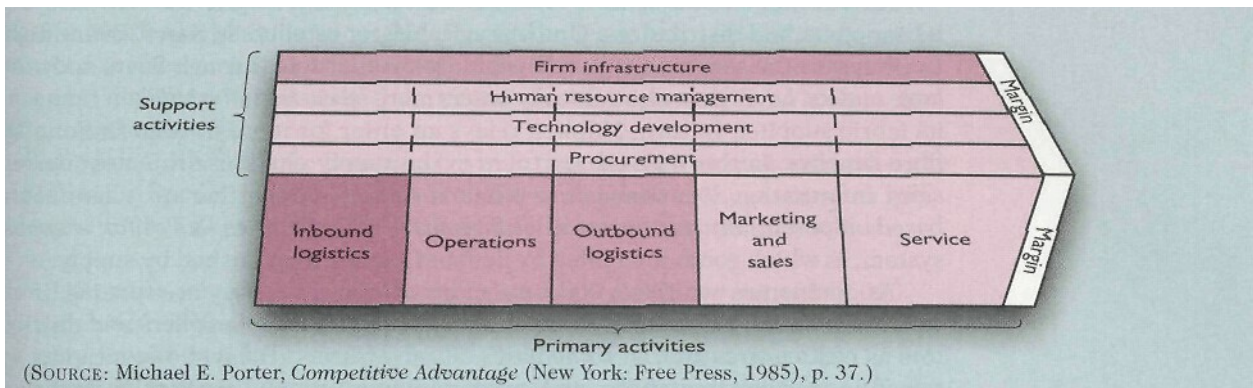 Firm infrastructure
Human resource management
Technology development
Procurement
Support
activities
Margin
Inbound
logistics
Operations
Outbound
logistics
Marketing
and
sales
Service
Margin
Primary activities
(SOURCE: Michael E. Porter, Competitive Advantage (New York: Free Press, 1985), p. 37.)